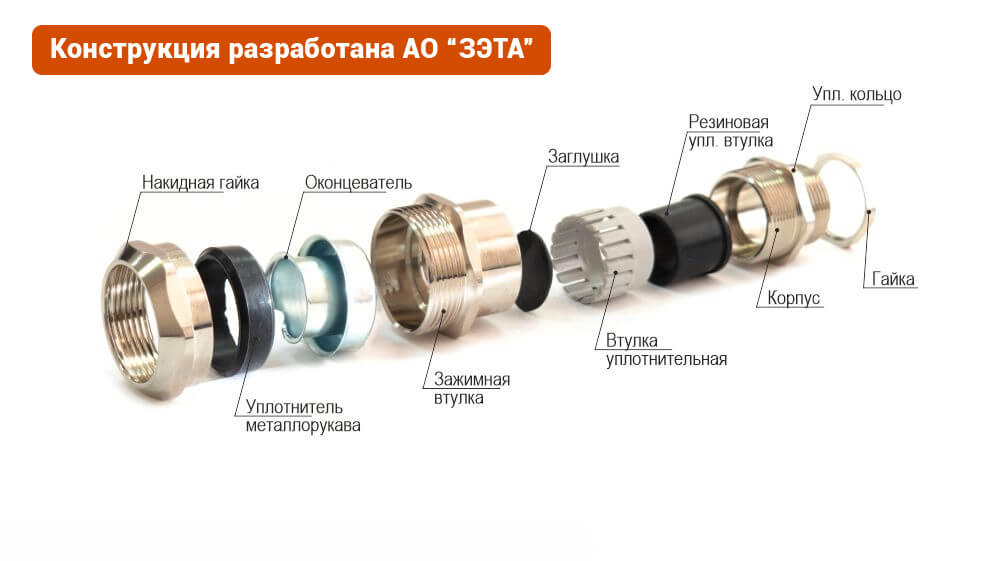 Конструкция разработана АО “ЗЭТА”
Упл. кольцо
Резиновая
упл. втулка
Заглушка
Накидная гайка
Оконцеватель
Гайка
Корпус
Втулка
уплотнительная
Зажимная
втулка
Уплотнитель
металлорукава